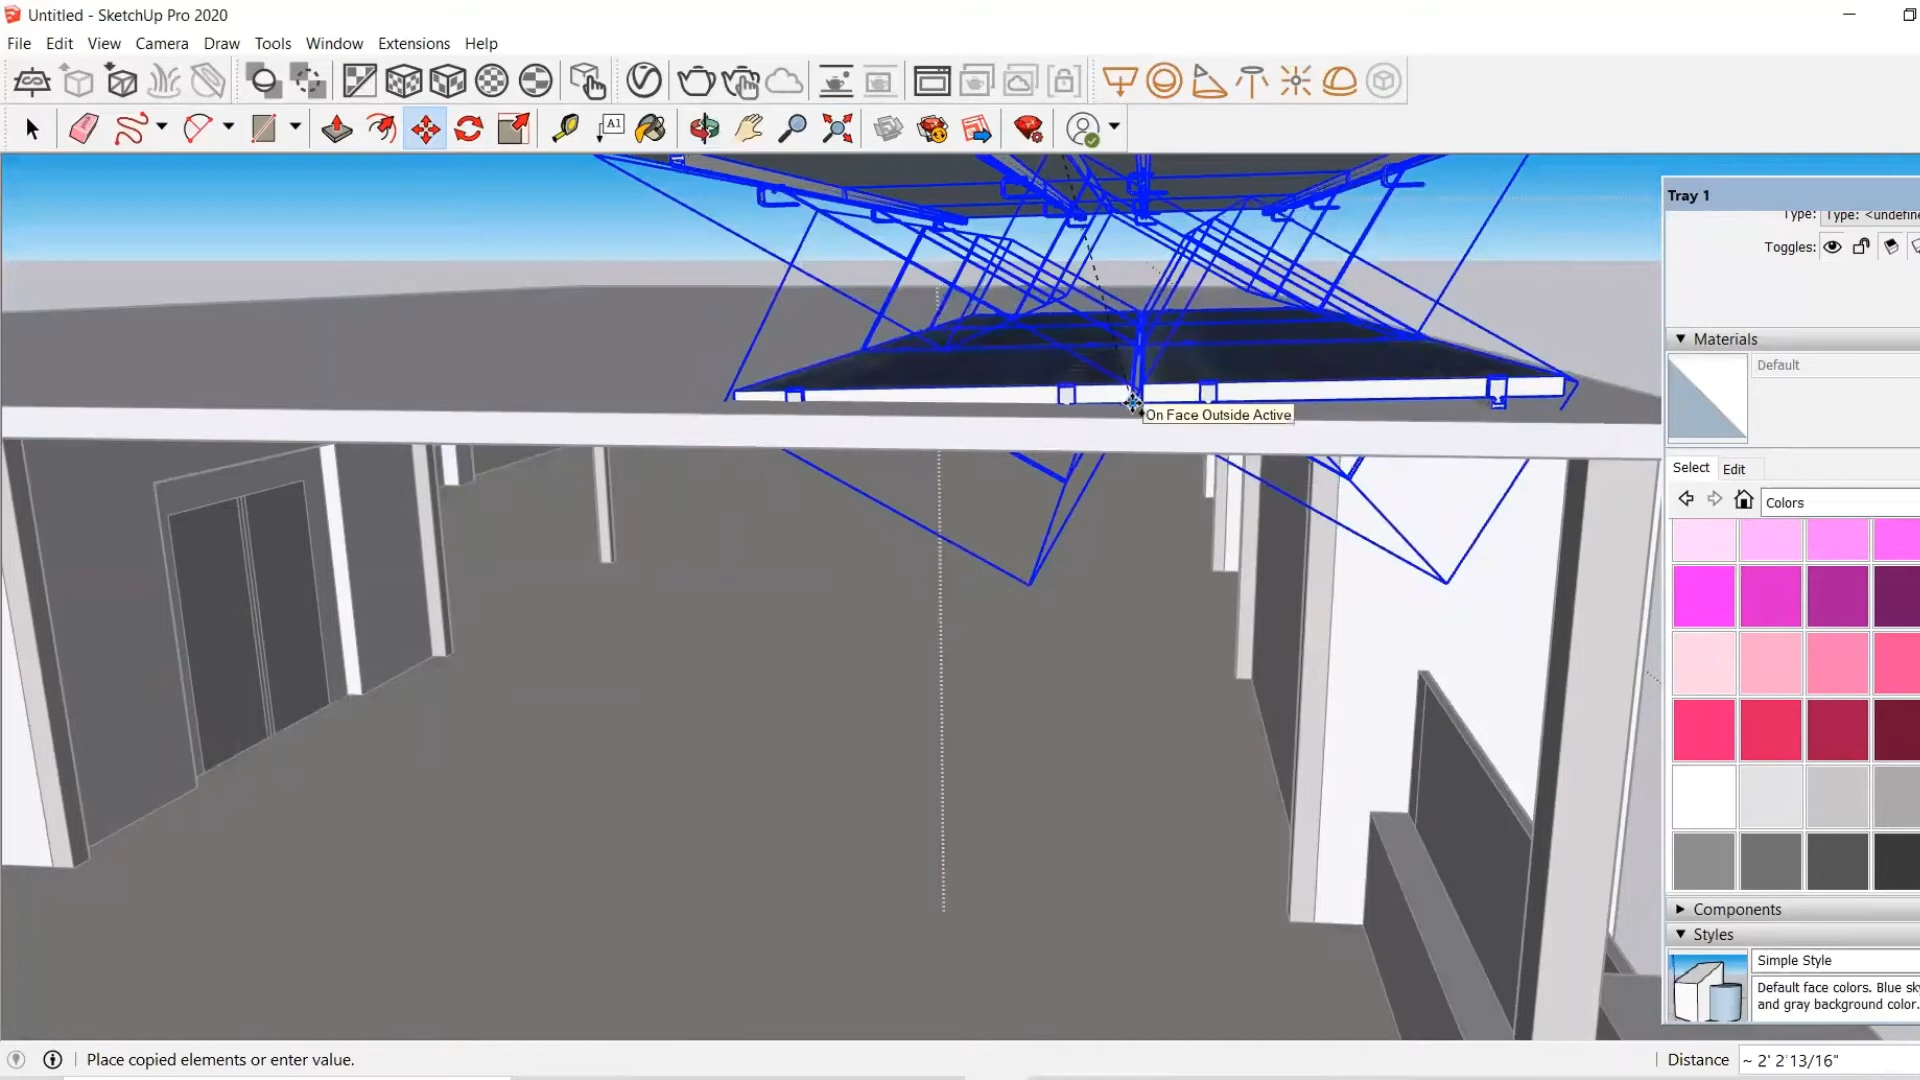 Untitled - SketchUp Pro 2020
File Edit View Camera Draw Tools Window Extensions Help
A1
Tray 1
Type: Type: <undefine
Toggles:
Materials
Default
On Face Outside Active
Select Edit
Colors
Components
Styles
Simple Style
Default face colors. Blue sky
and gray background color.
Place copied elements or enter value.
Distance ~ 2' 2 13/16"